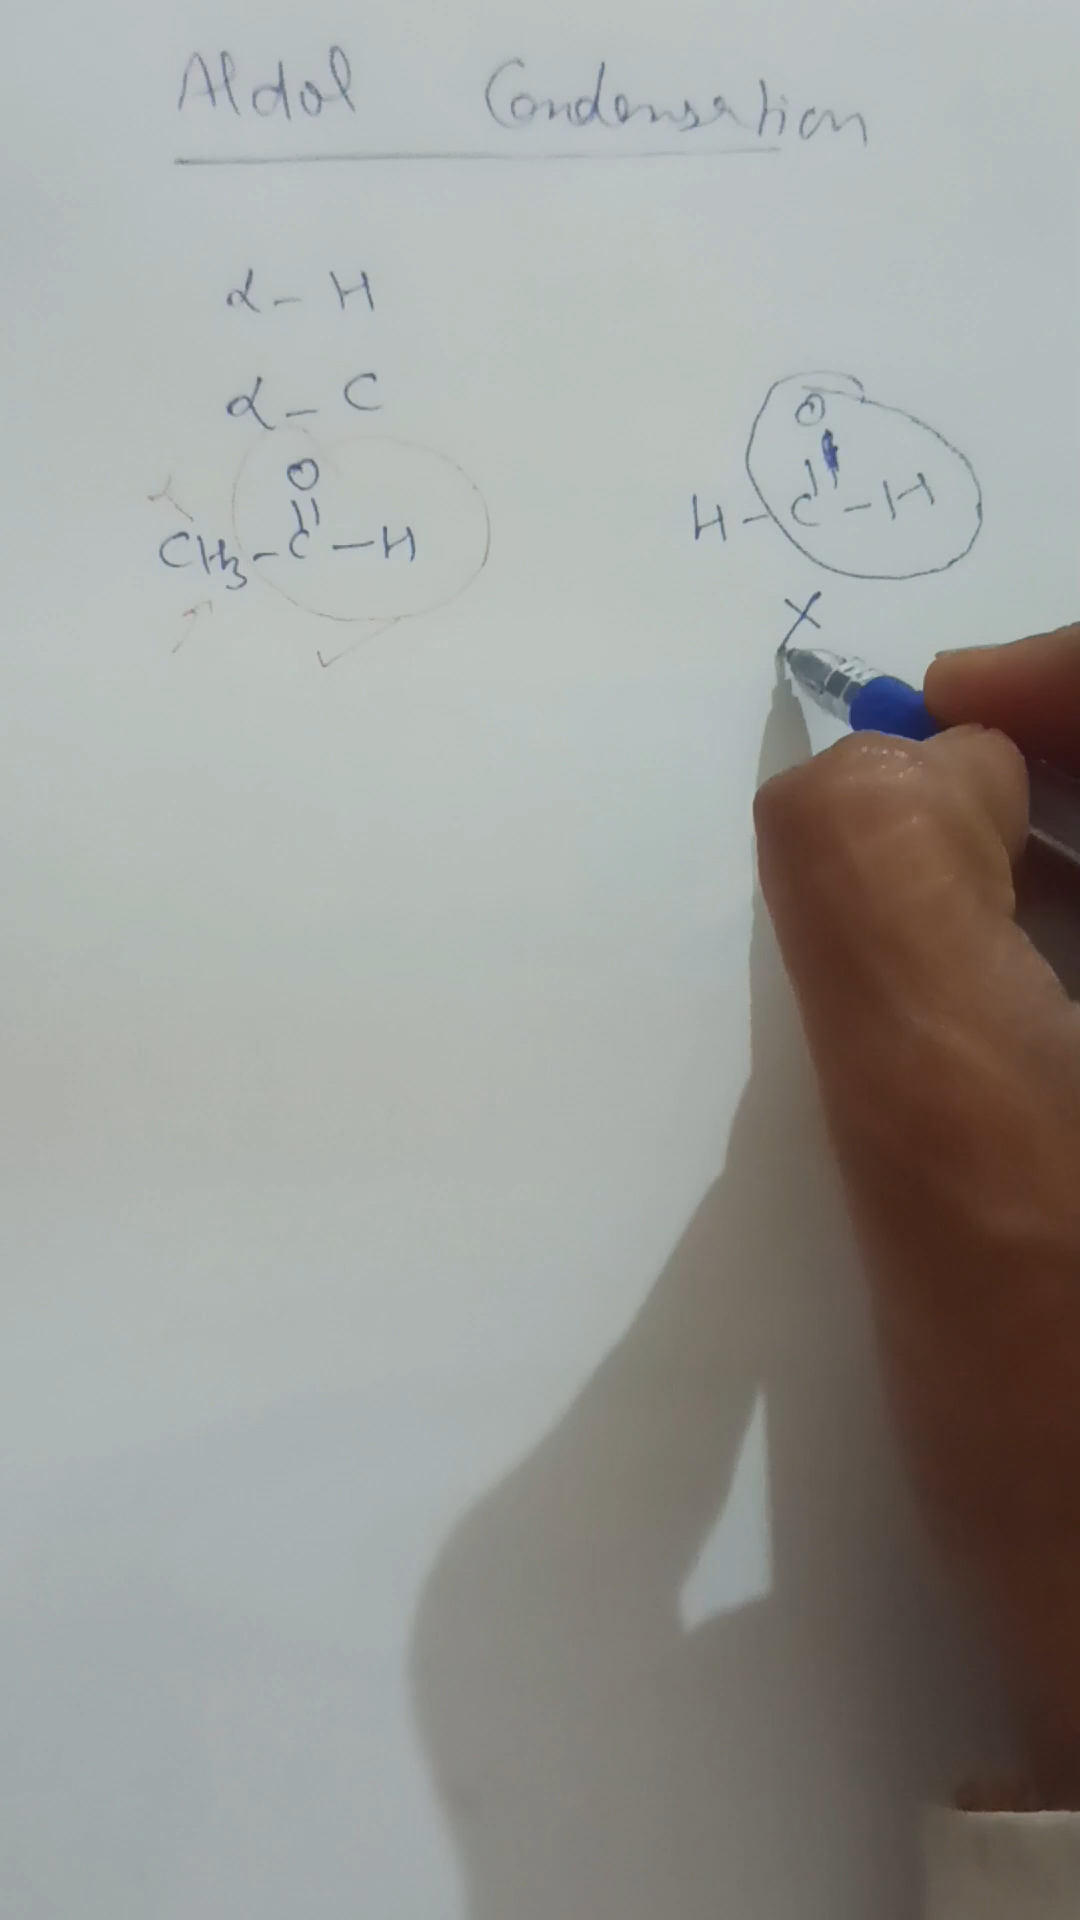 Aldol Condensation
α - H
α - C
O
||
CH3 - C - H
O
||
H - C - H
X